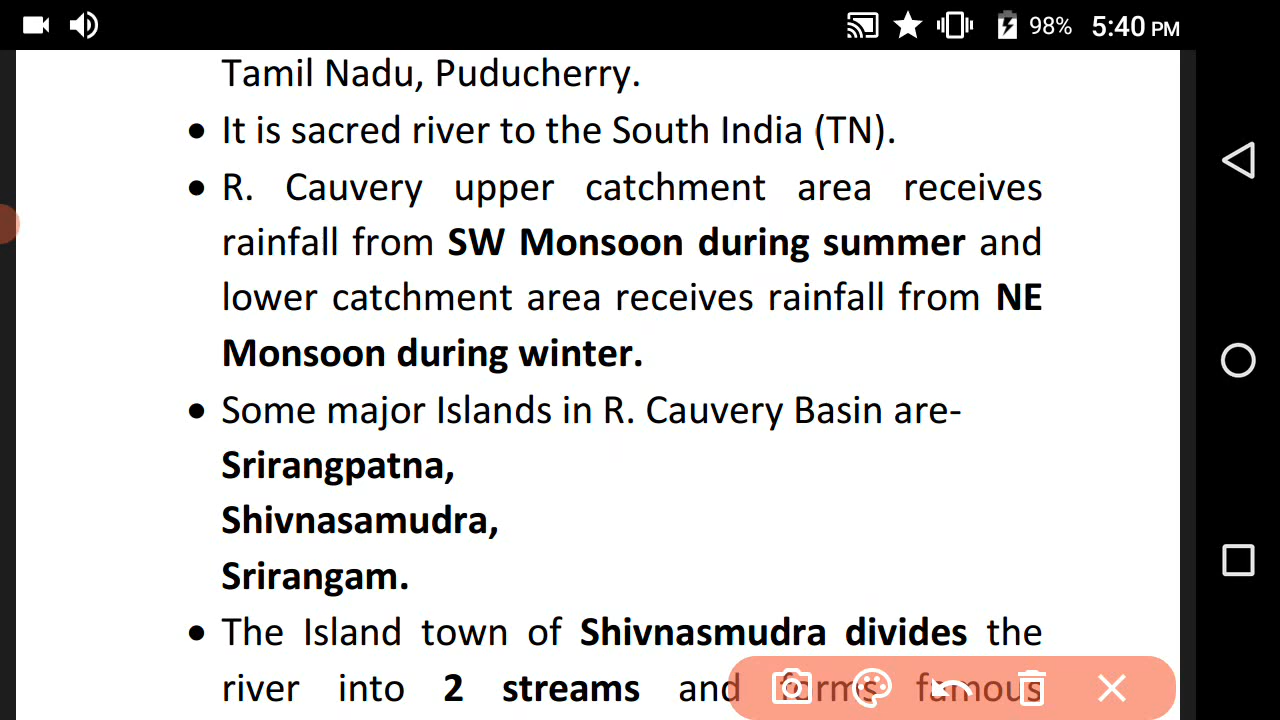 98% 5:40 PM
Tamil Nadu, Puducherry.
• It is sacred river to the South India (TN).
• R. Cauvery upper catchment area receives
rainfall from SW Monsoon during summer and
lower catchment area receives rainfall from NE
Monsoon during winter.
• Some major Islands in R. Cauvery Basin are-
Srirangpatna,
Shivnasamudra,
Srirangam.
• The Island town of Shivnasmudra divides the
river into 2 streams and forms famous